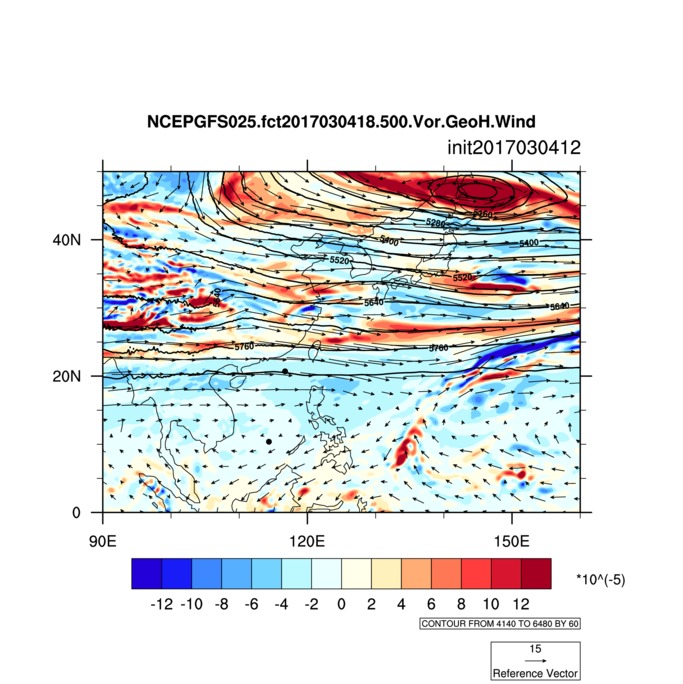 NCEPGFS025.fct2017030418.500.Vor.GeoH.Wind
init2017030412
5260
5280
40N
5400
5400
5520
5520
5640
5640
5760
5760
20N
0
90E 120E 150E
-12 -10 -8 -6 -4 -2 0 2 4 6 8 10 12
*10^(-5)
CONTOUR FROM 4140 TO 6480 BY 60
15
Reference Vector